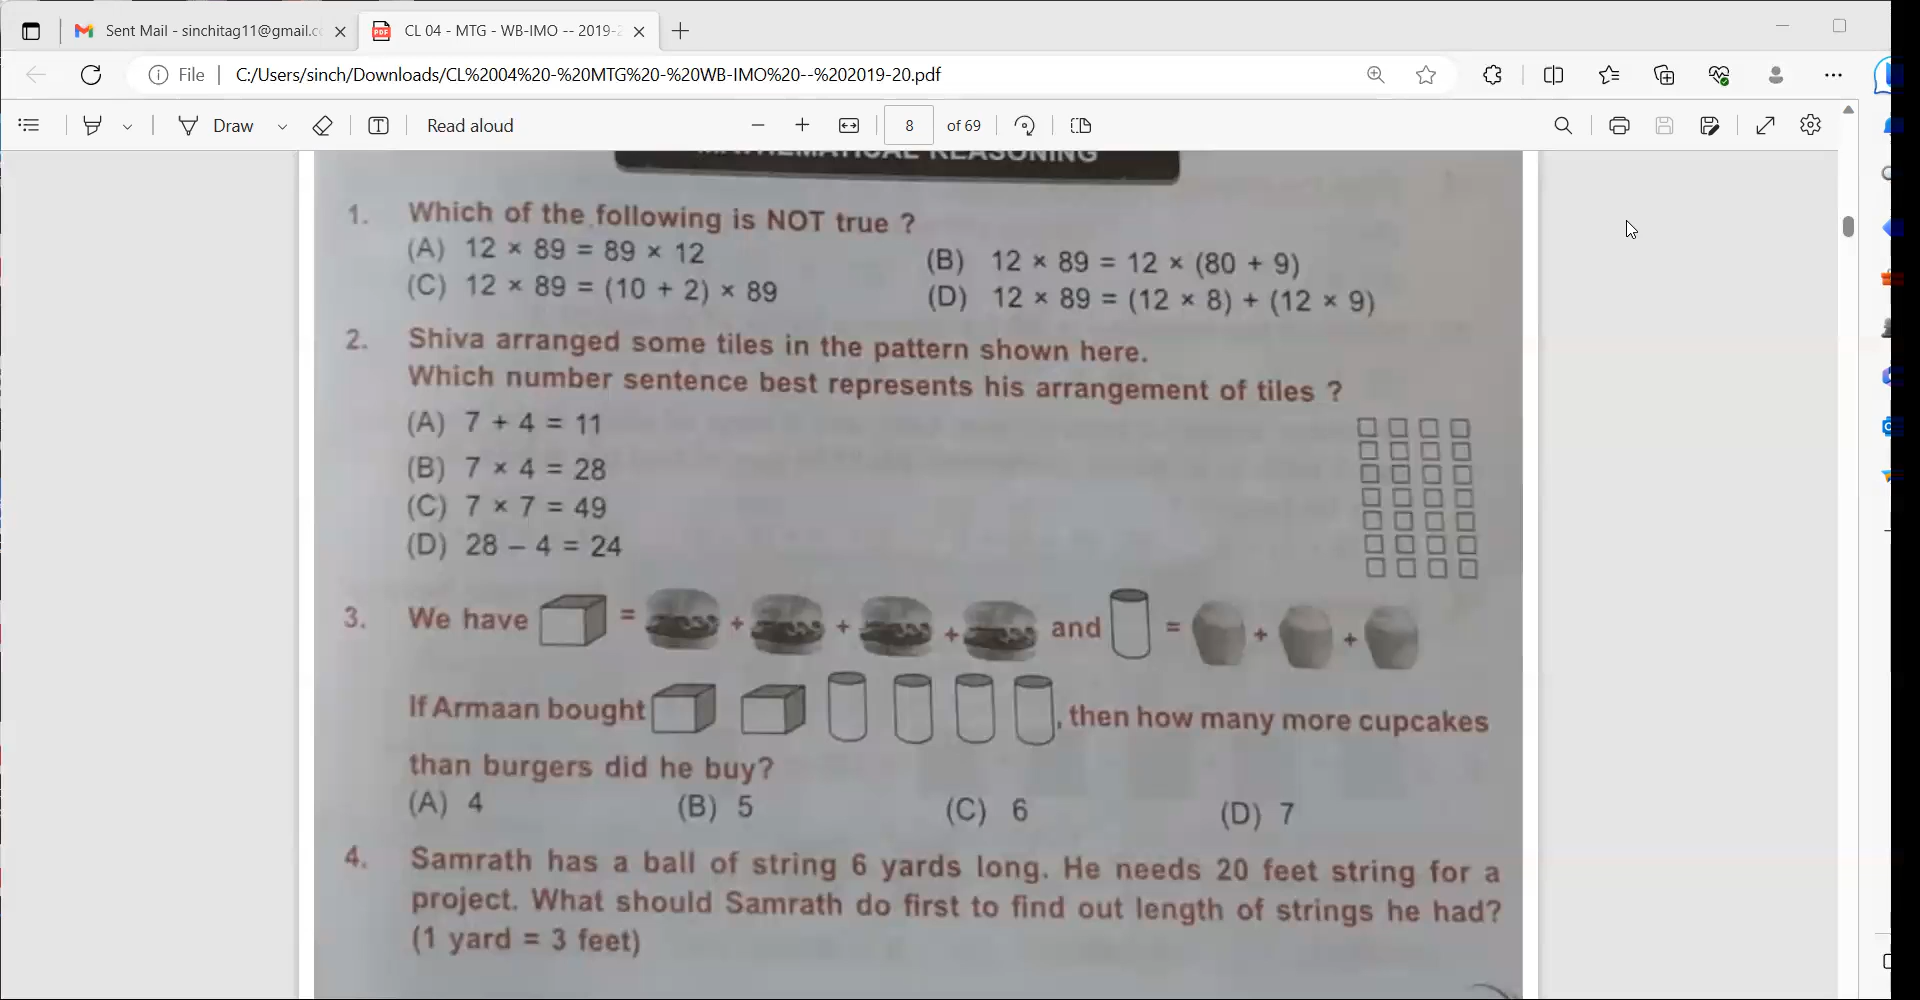 Sent Mail - sinchitag11@gmail.c
CL 04 - MTG - WB-IMO -- 2019-2
File
C:/Users/sinch/Downloads/CL%2004%20-%20MTG%20-%20WB-IMO%20--%202019-20.pdf
Draw
Read aloud
8 of 69
MATHEMATICAL REASONING
1. Which of the following is NOT true ?
(A) 12 × 89 = 89 × 12
(B) 12 × 89 = 12 × (80 + 9)
(C) 12 × 89 = (10 + 2) × 89
(D) 12 × 89 = (12 × 8) + (12 × 9)
2. Shiva arranged some tiles in the pattern shown here.
Which number sentence best represents his arrangement of tiles ?
(A) 7 + 4 = 11
(B) 7 × 4 = 28
(C) 7 × 7 = 49
(D) 28 – 4 = 24
3. We have = + + + and = + +
If Armaan bought , then how many more cupcakes
than burgers did he buy?
(A) 4 (B) 5 (C) 6 (D) 7
4. Samrath has a ball of string 6 yards long. He needs 20 feet string for a
project. What should Samrath do first to find out length of strings he had?
(1 yard = 3 feet)